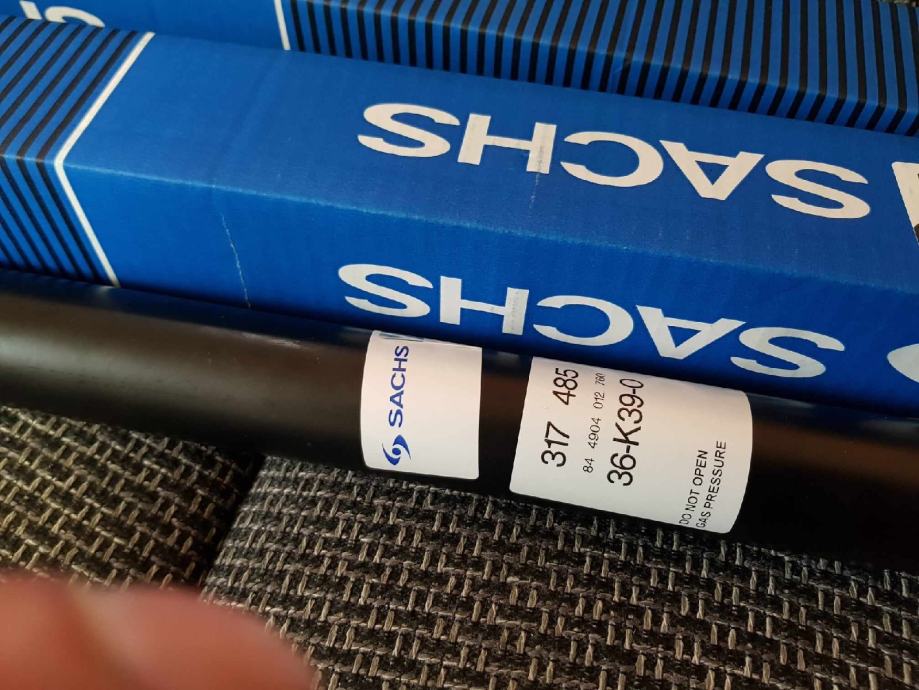 SACHS
SACHS
SACHS
317 485
84 4904 012 760
36-K39-0
DO NOT OPEN
GAS PRESSURE